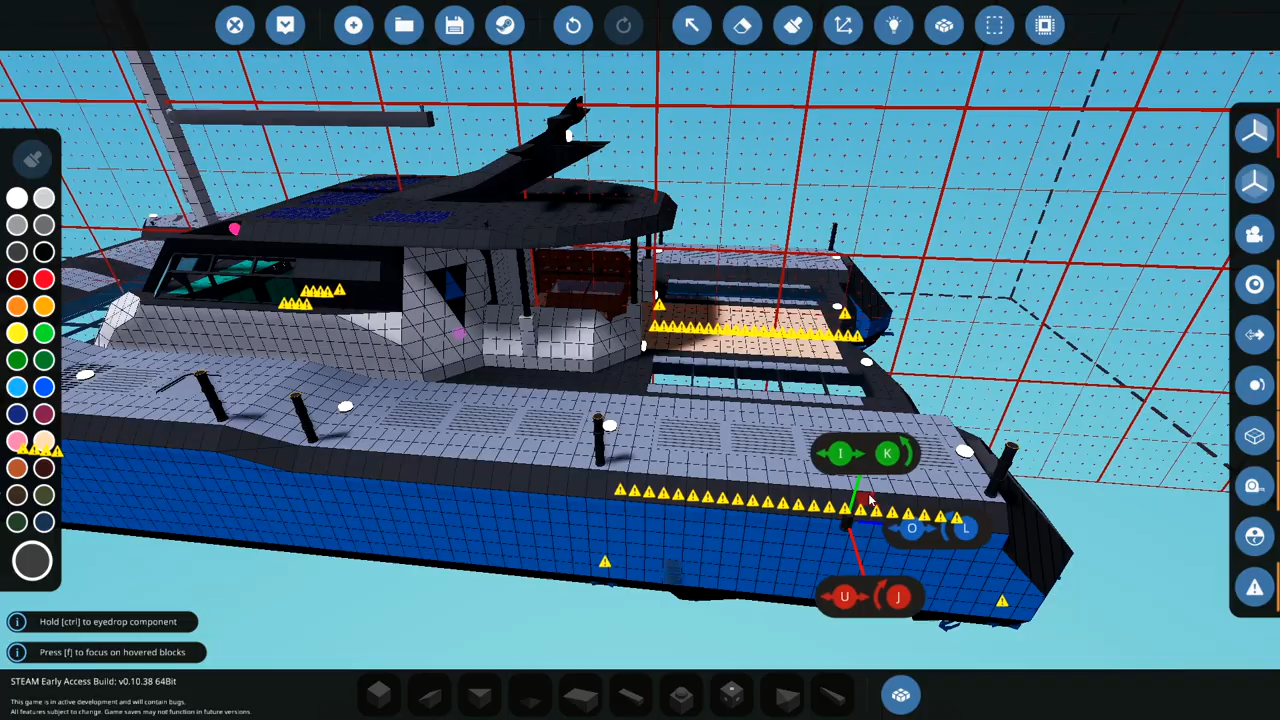 I K
O L
U J
Hold [ctrl] to eyedrop component
Press [f] to focus on hovered blocks
STEAM Early Access Build: v0.10.38 64Bit
This game is in active development and will contain bugs.
All features subject to change. Game saves may not function in future versions.